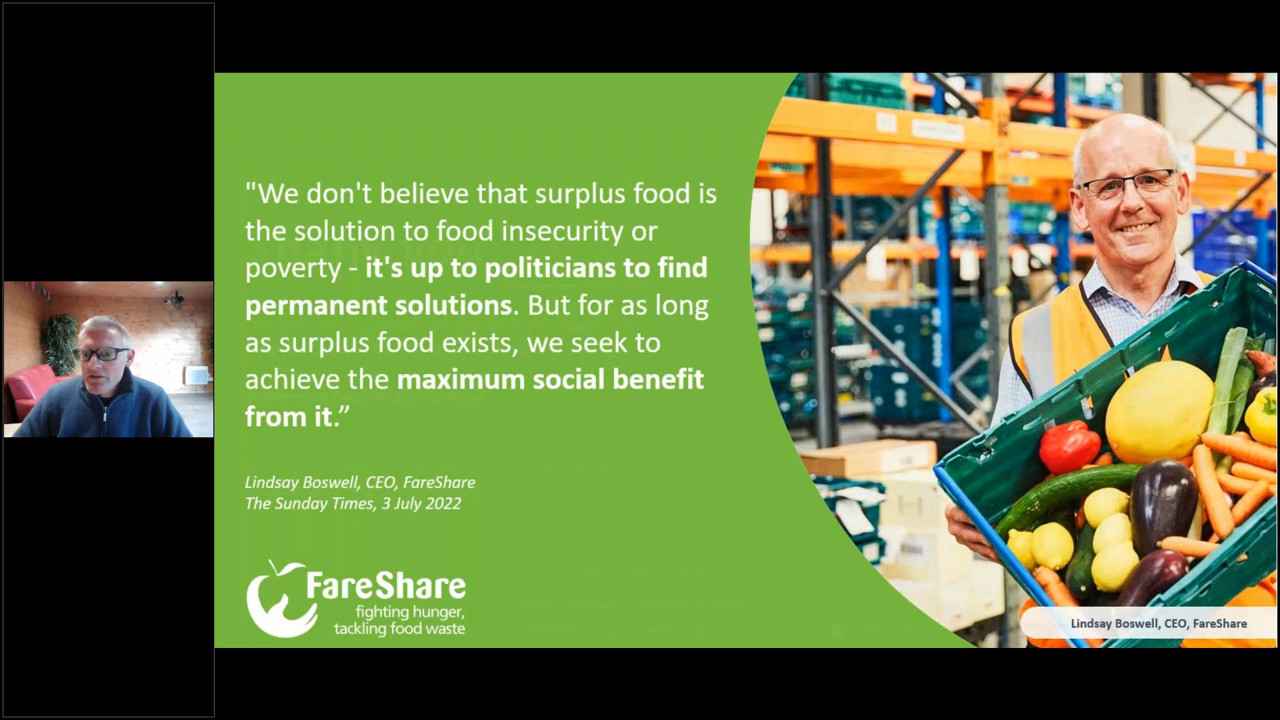 "We don't believe that surplus food is
the solution to food insecurity or
poverty - it's up to politicians to find
permanent solutions. But for as long
as surplus food exists, we seek to
achieve the maximum social benefit
from it.”
Lindsay Boswell, CEO, FareShare
The Sunday Times, 3 July 2022
FareShare
fighting hunger,
tackling food waste
Lindsay Boswell, CEO, FareShare